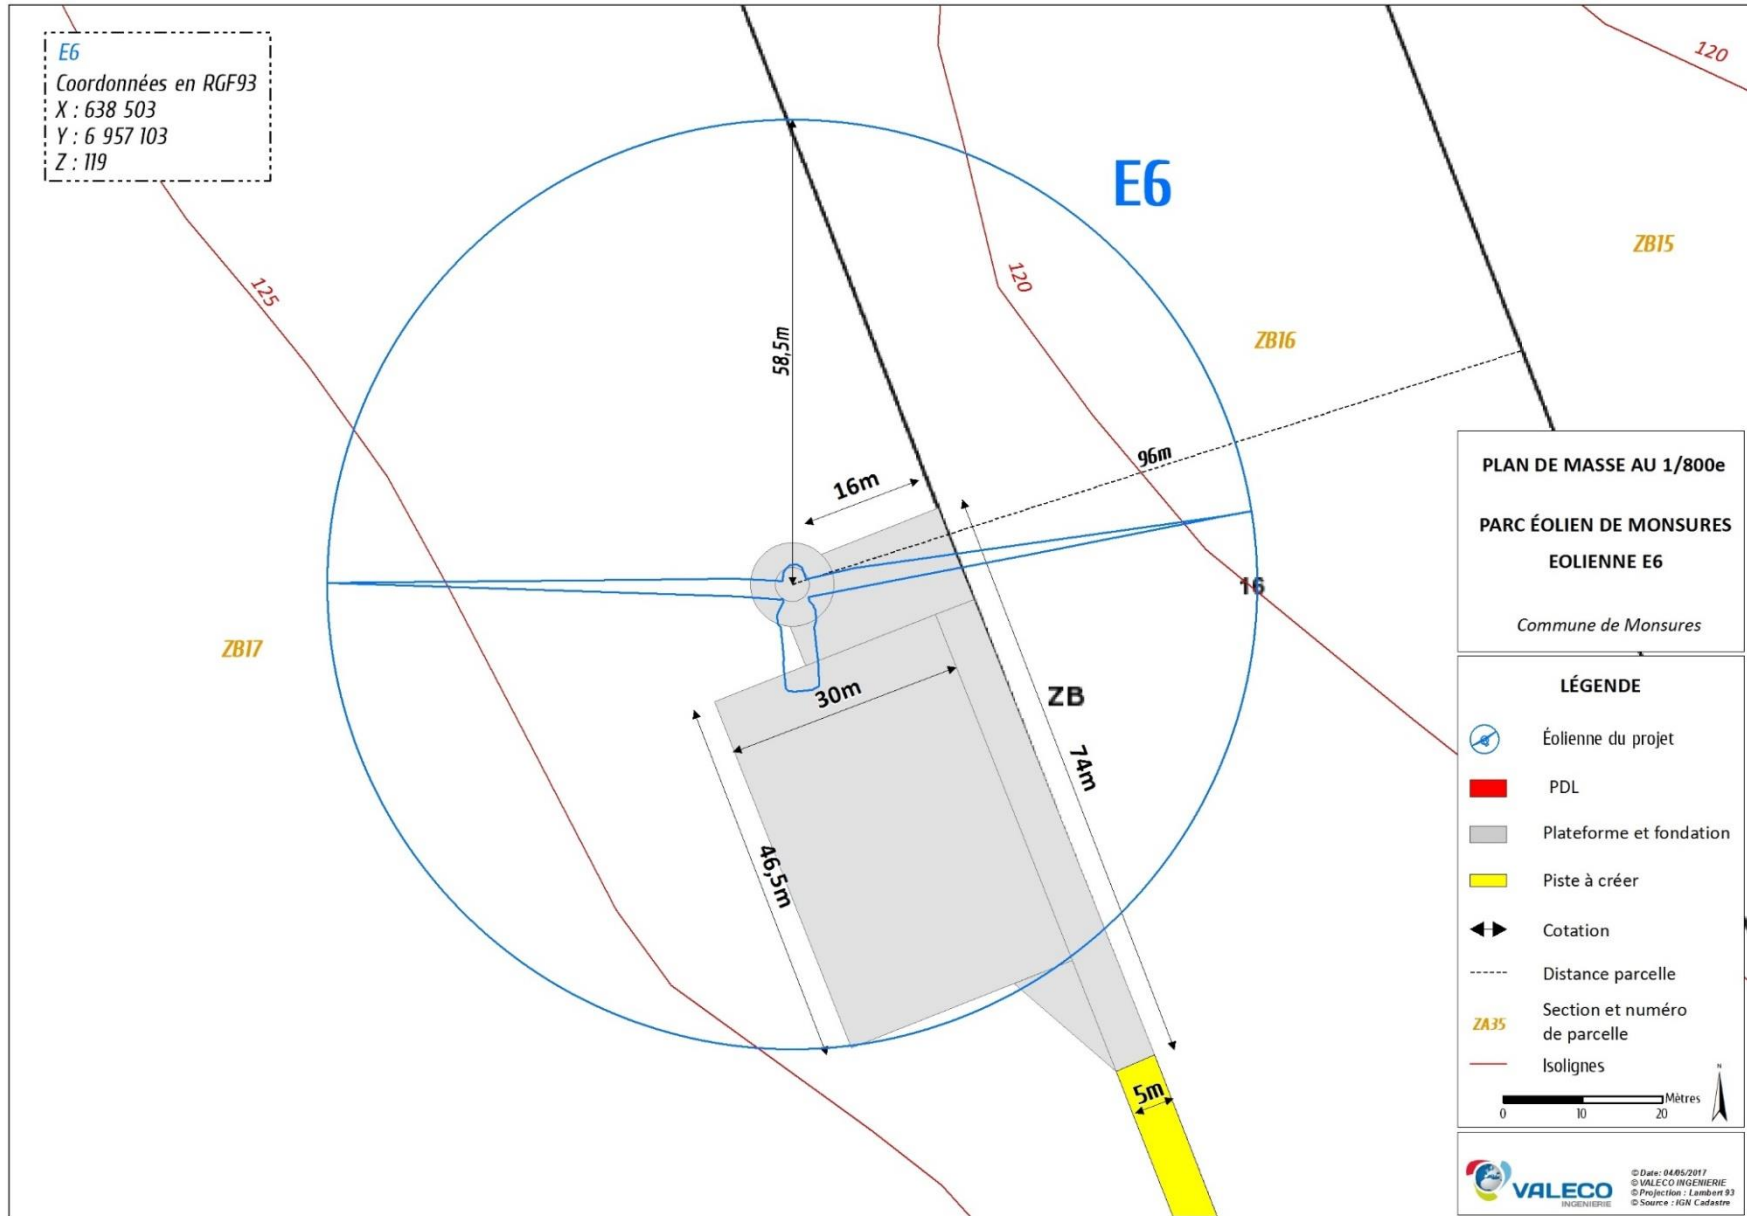 E6
Coordonnées en RGF93
X : 638 503
Y : 6 957 103
Z : 119
120
E6
ZB15
125
120
58,5m
ZB16
96m
16m
16
ZB17
30m
ZB
74m
46,5m
5m
PLAN DE MASSE AU 1/800e
PARC ÉOLIEN DE MONSURES
EOLIENNE E6
Commune de Monsures
LÉGENDE
Éolienne du projet
PDL
Plateforme et fondation
Piste à créer
Cotation
Distance parcelle
ZA35
Section et numéro
de parcelle
Isolignes
N
Mètres
0 10 20
VALECO
INGENIERIE
© Date: 04/05/2017
© VALECO INGENIERIE
© Projection : Lambert 93
© Source : IGN Cadastre